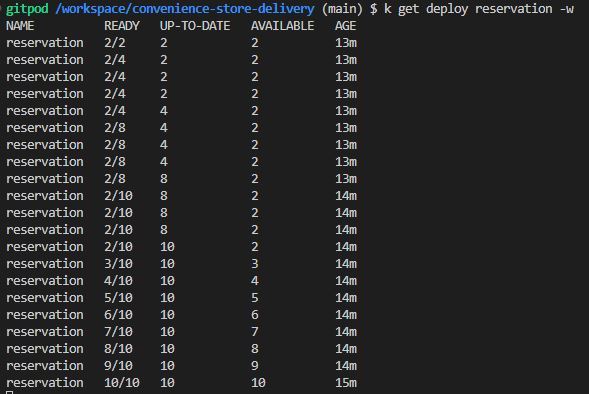 gitpod /workspace/convenience-store-delivery (main) $ k get deploy reservation -w
NAME READY UP-TO-DATE AVAILABLE AGE
reservation 2/2 2 2 13m
reservation 2/4 2 2 13m
reservation 2/4 2 2 13m
reservation 2/4 2 2 13m
reservation 2/4 4 2 13m
reservation 2/8 4 2 13m
reservation 2/8 4 2 13m
reservation 2/8 4 2 13m
reservation 2/8 8 2 13m
reservation 2/10 8 2 14m
reservation 2/10 8 2 14m
reservation 2/10 8 2 14m
reservation 2/10 10 2 14m
reservation 3/10 10 3 14m
reservation 4/10 10 4 14m
reservation 5/10 10 5 14m
reservation 6/10 10 6 14m
reservation 7/10 10 7 14m
reservation 8/10 10 8 14m
reservation 9/10 10 9 14m
reservation 10/10 10 10 15m